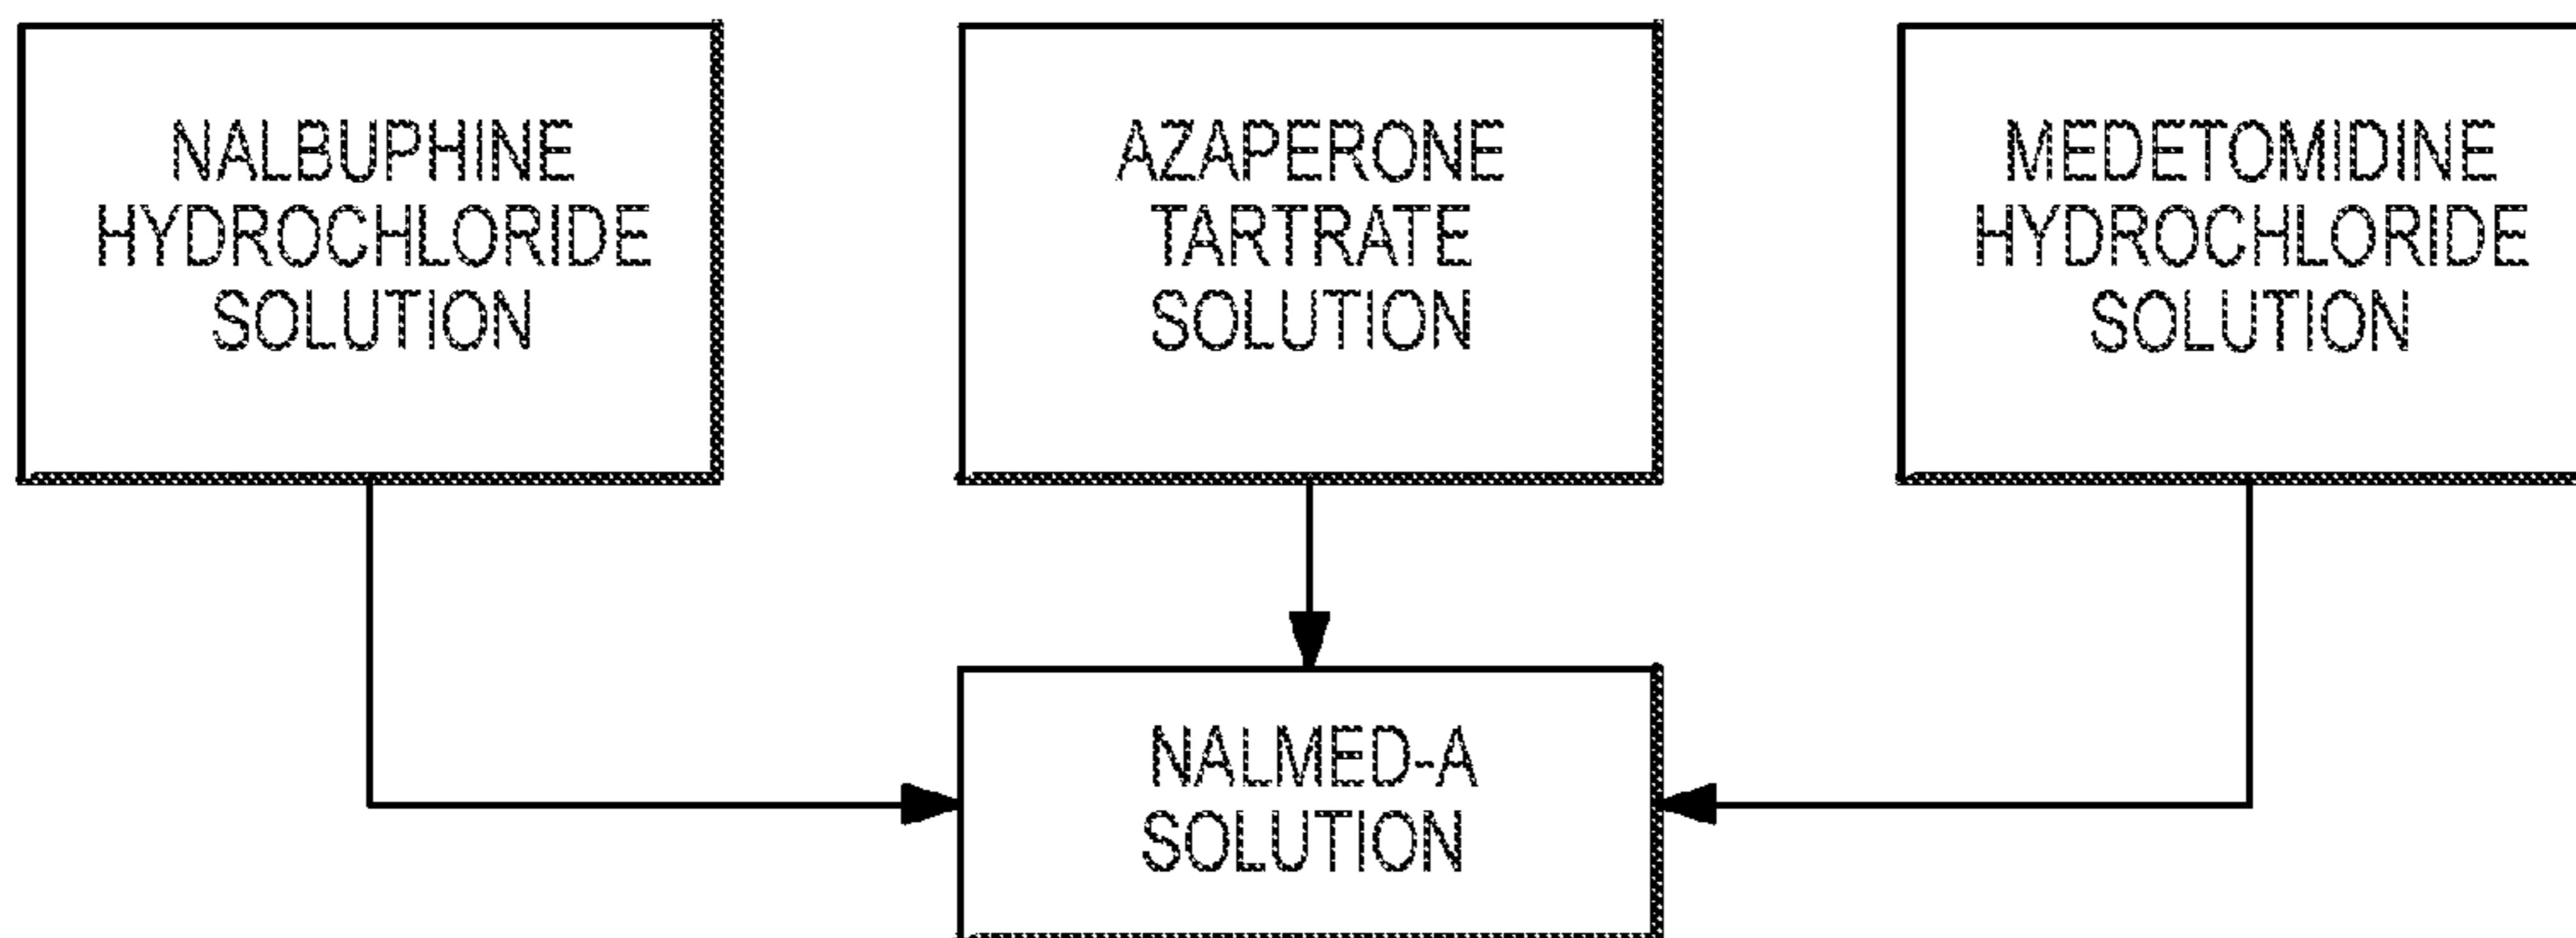 NALBUPHINE
HYDROCHLORIDE
SOLUTION
AZAPERONE
TARTRATE
SOLUTION
MEDETOMIDINE
HYDROCHLORIDE
SOLUTION
NALMED-A
SOLUTION